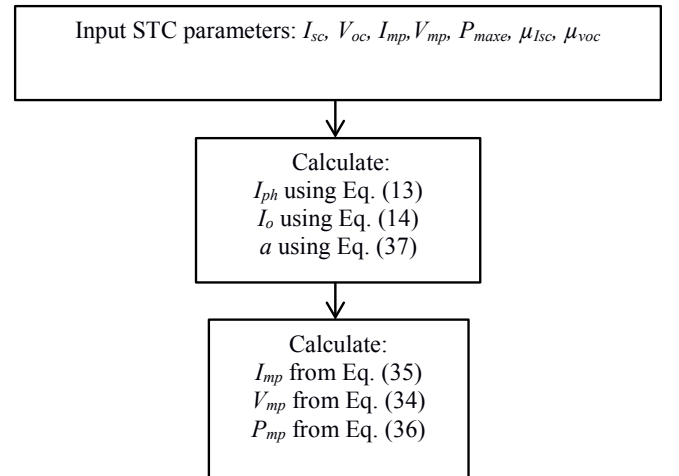 Input STC parameters: Isc, Voc, Imp,Vmp, Pmaxe, μIsc, μvoc
Calculate:
Iph using Eq. (13)
Io using Eq. (14)
a using Eq. (37)
Calculate:
Imp from Eq. (35)
Vmp from Eq. (34)
Pmp from Eq. (36)